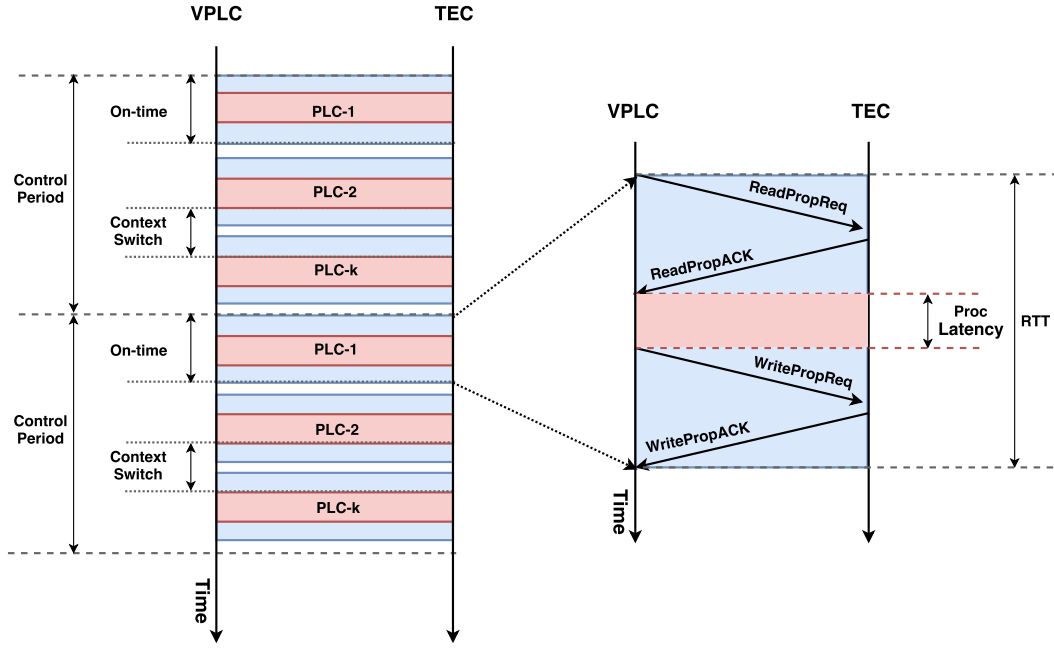 VPLC
TEC
On-time
PLC-1
Control
Period
PLC-2
Context
Switch
PLC-k
On-time
PLC-1
Control
Period
PLC-2
Context
Switch
PLC-k
Time
VPLC
TEC
ReadPropReq
ReadPropACK
Proc
Latency
RTT
WritePropReq
WritePropACK
Time